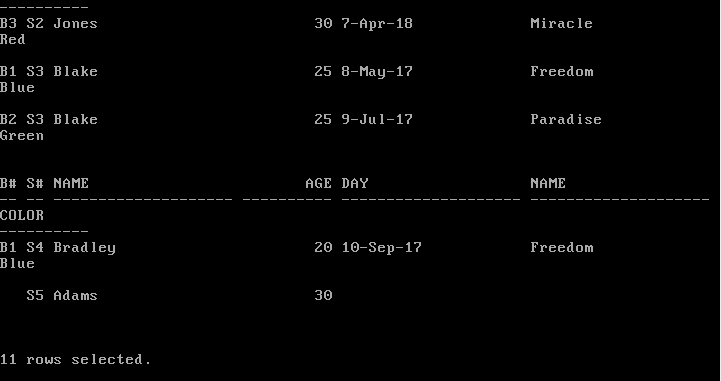 ----------
B3 S2 Jones                        30 7-Apr-18             Miracle
Red

B1 S3 Blake                        25 8-May-17             Freedom
Blue

B2 S3 Blake                        25 9-Jul-17             Paradise
Green

B# S# NAME                        AGE DAY                  NAME
-- -- -------------------- ---------- -------------------- --------------------
COLOR
----------
B1 S4 Bradley                      20 10-Sep-17            Freedom
Blue

   S5 Adams                        30

11 rows selected.